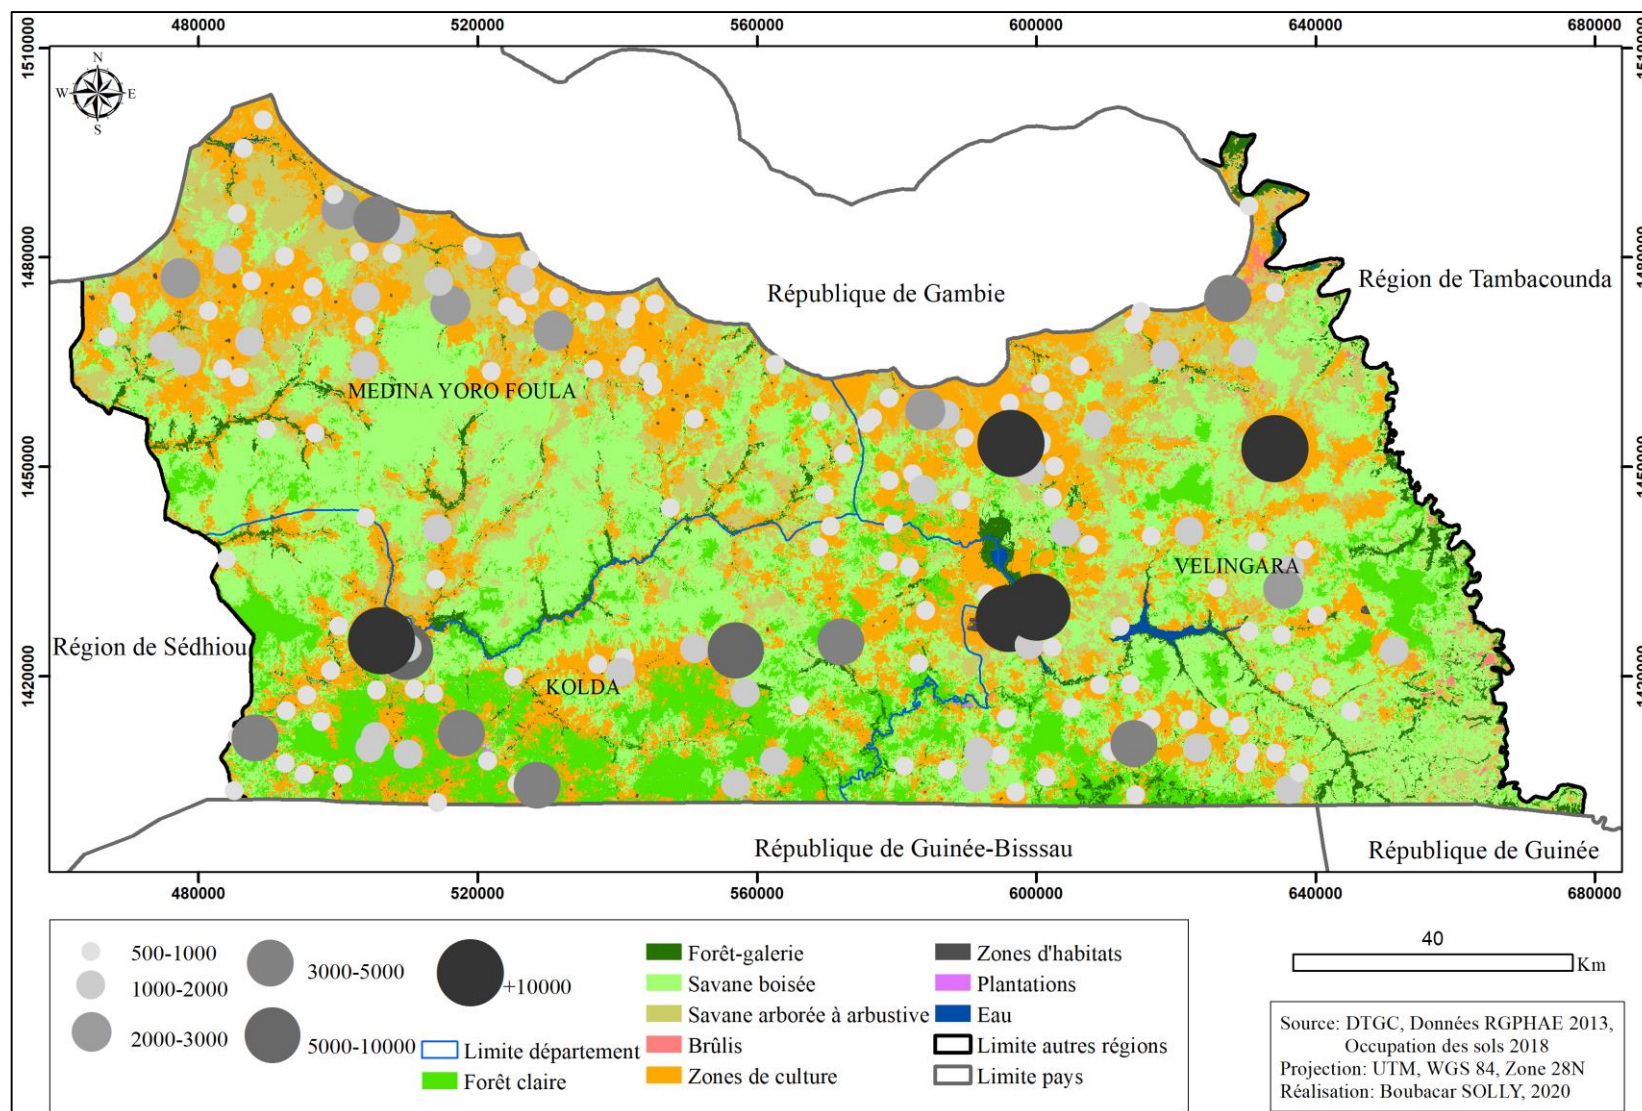 480000 520000 560000 600000 640000 680000
1510000 1480000 1450000 1420000
N
W E
S
1510000 1480000 1450000 1420000
République de Gambie
Région de Tambacounda
MEDINA YORO FOULA
VELINGARA
Région de Sédhiou
KOLDA
République de Guinée-Bisssau
République de Guinée
480000 520000 560000 600000 640000 680000
500-1000
1000-2000
2000-3000
3000-5000
5000-10000
+10000
Limite département
Forêt claire
Forêt-galerie
Savane boisée
Savane arborée à arbustive
Brûlis
Zones de culture
Zones d'habitats
Plantations
Eau
Limite autres régions
Limite pays
40
Km
Source: DTGC, Données RGPHAE 2013,
Occupation des sols 2018
Projection: UTM, WGS 84, Zone 28N
Réalisation: Boubacar SOLLY, 2020